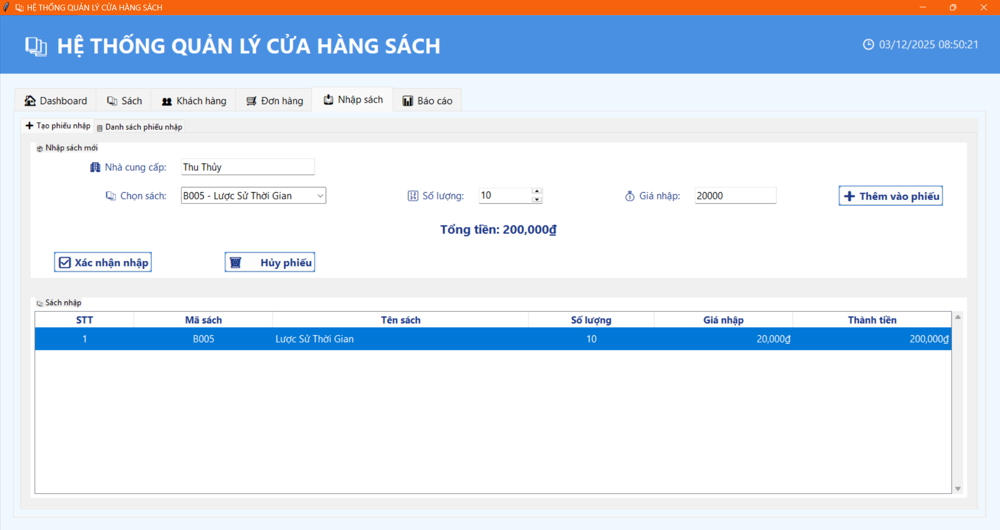 HỆ THỐNG QUẢN LÝ CỬA HÀNG SÁCH
HỆ THỐNG QUẢN LÝ CỬA HÀNG SÁCH
03/12/2025 08:50:21
Dashboard Sách Khách hàng Đơn hàng Nhập sách Báo cáo
Tạo phiếu nhập Danh sách phiếu nhập
Nhập sách mới
Nhà cung cấp: Thu Thủy
Chọn sách: B005 - Lược Sử Thời Gian Số lượng: 10 Giá nhập: 20000 Thêm vào phiếu
Tổng tiền: 200,000₫
Xác nhận nhập Hủy phiếu
Sách nhập
STT Mã sách Tên sách Số lượng Giá nhập Thành tiền
1 B005 Lược Sử Thời Gian 10 20,000₫ 200,000₫